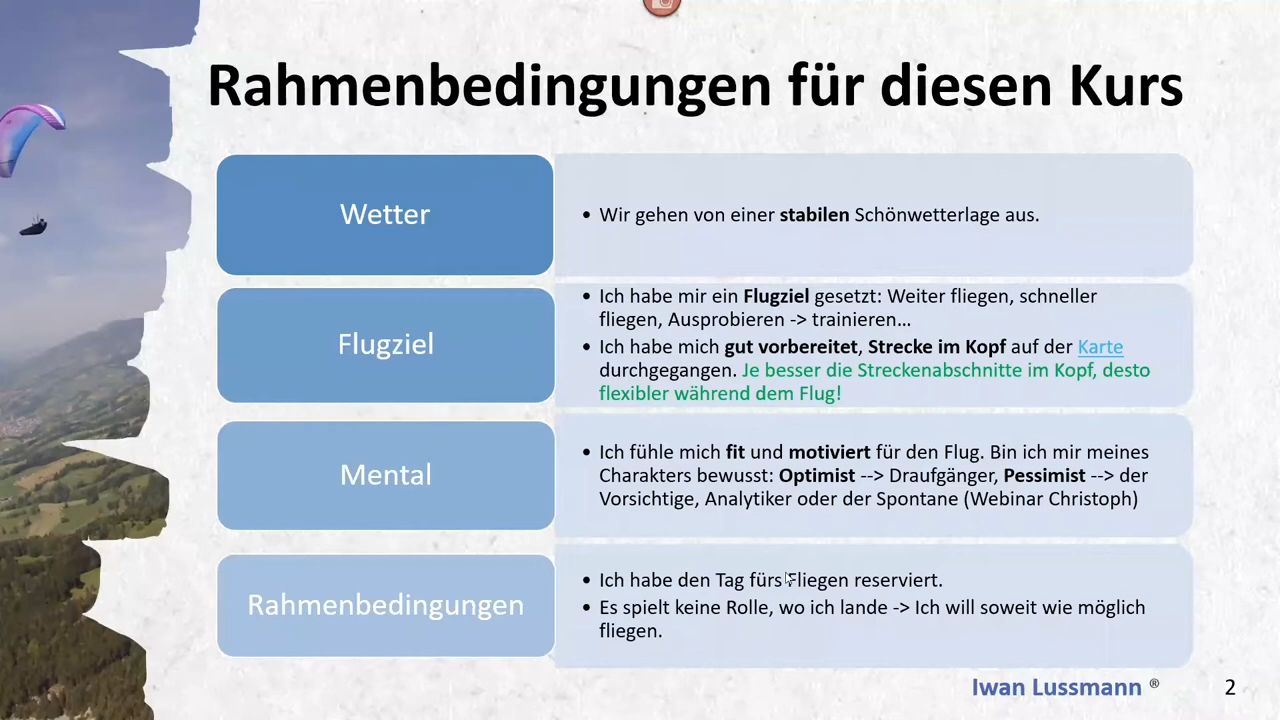 Rahmenbedingungen für diesen Kurs
Wetter
• Wir gehen von einer stabilen Schönwetterlage aus.
Flugziel
• Ich habe mir ein Flugziel gesetzt: Weiter fliegen, schneller
fliegen, Ausprobieren -> trainieren…
• Ich habe mich gut vorbereitet, Strecke im Kopf auf der Karte
durchgegangen. Je besser die Streckenabschnitte im Kopf, desto
flexibler während dem Flug!
Mental
• Ich fühle mich fit und motiviert für den Flug. Bin ich mir meines
Charakters bewusst: Optimist --> Draufgänger, Pessimist --> der
Vorsichtige, Analytiker oder der Spontane (Webinar Christoph)
Rahmenbedingungen
• Ich habe den Tag fürs Fliegen reserviert.
• Es spielt keine Rolle, wo ich lande -> Ich will soweit wie möglich
fliegen.
Iwan Lussmann ®
2